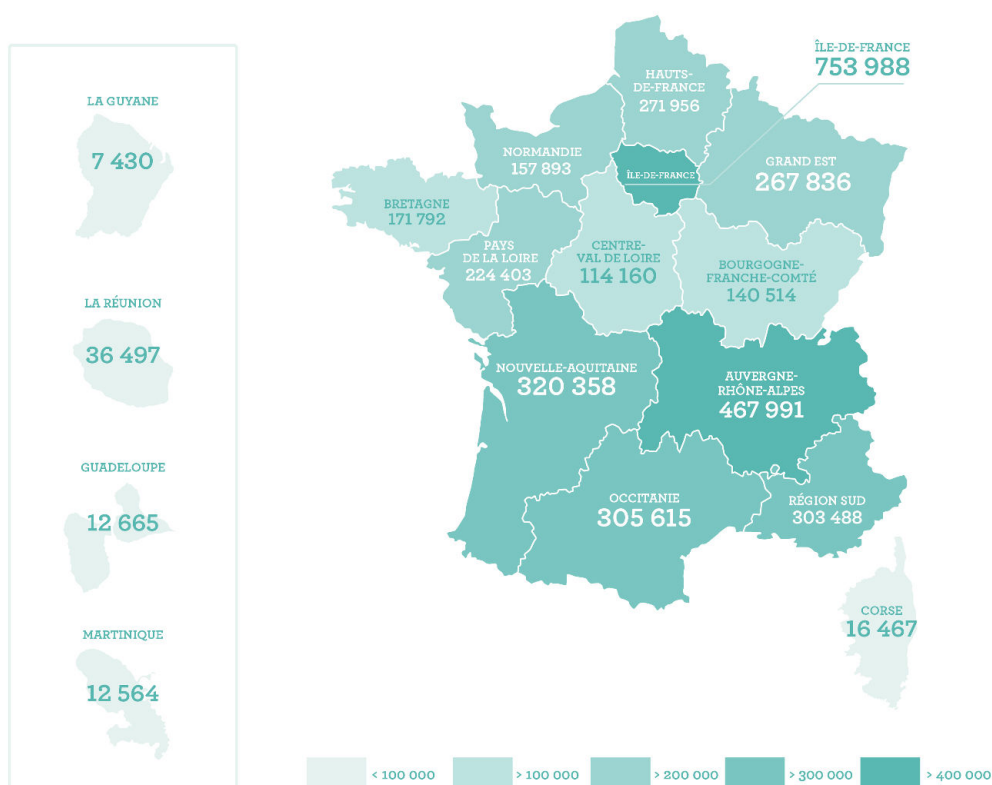 LA GUYANE
7 430
LA RÉUNION
36 497
GUADELOUPE
12 665
MARTINIQUE
12 564
ÎLE-DE-FRANCE
753 988
HAUTS-
DE-FRANCE
271 956
NORMANDIE
157 893
ÎLE-DE-FRANCE
GRAND EST
267 836
BRETAGNE
171 792
PAYS
DE LA LOIRE
224 403
CENTRE-
VAL DE LOIRE
114 160
BOURGOGNE-
FRANCHE-COMTÉ
140 514
NOUVELLE-AQUITAINE
320 358
AUVERGNE-
RHÔNE-ALPES
467 991
OCCITANIE
305 615
RÉGION SUD
303 488
CORSE
16 467
< 100 000
> 100 000
> 200 000
> 300 000
> 400 000